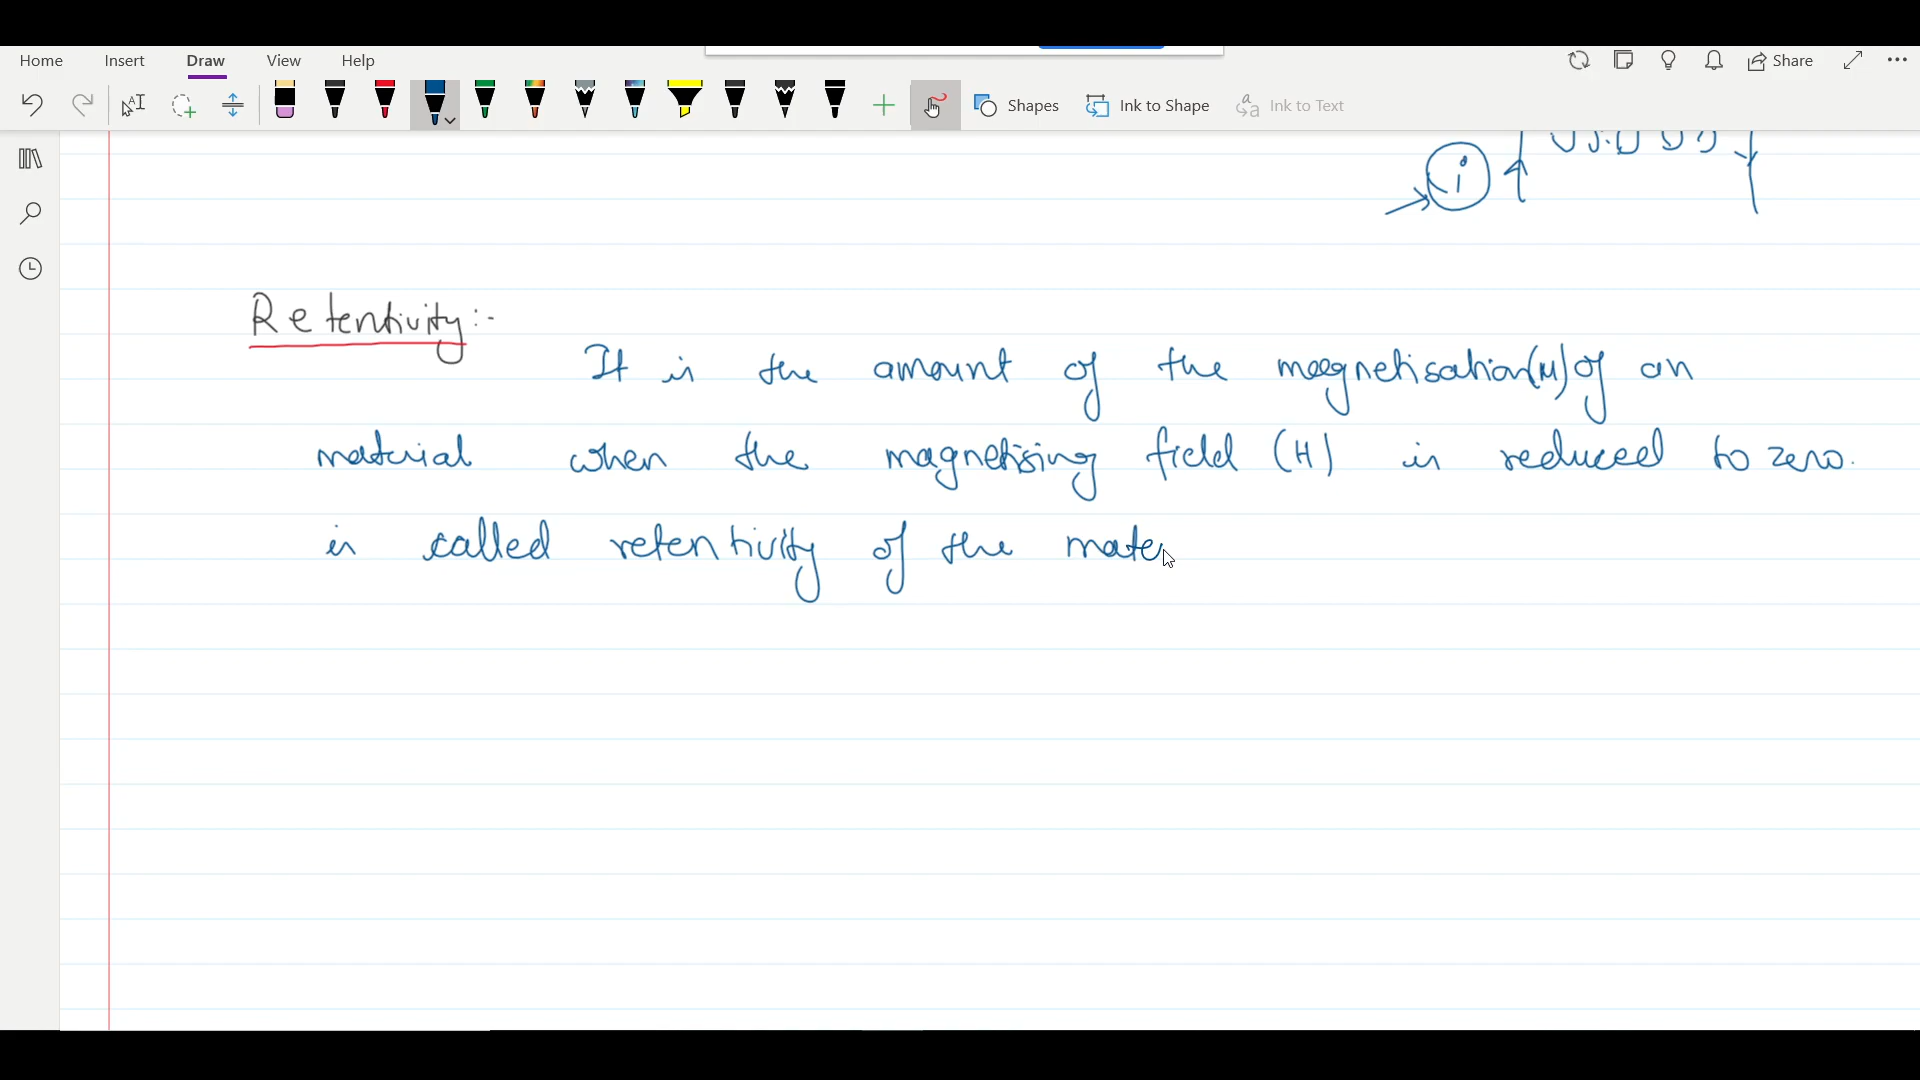 Home Insert Draw View Help Share
Shapes Ink to Shape Ink to Text
i
Retentivity:-
It is the amount of the magnetisation(M) of an
material when the magnetising field (H) is reduced to zero.
is called retentivity of the mate